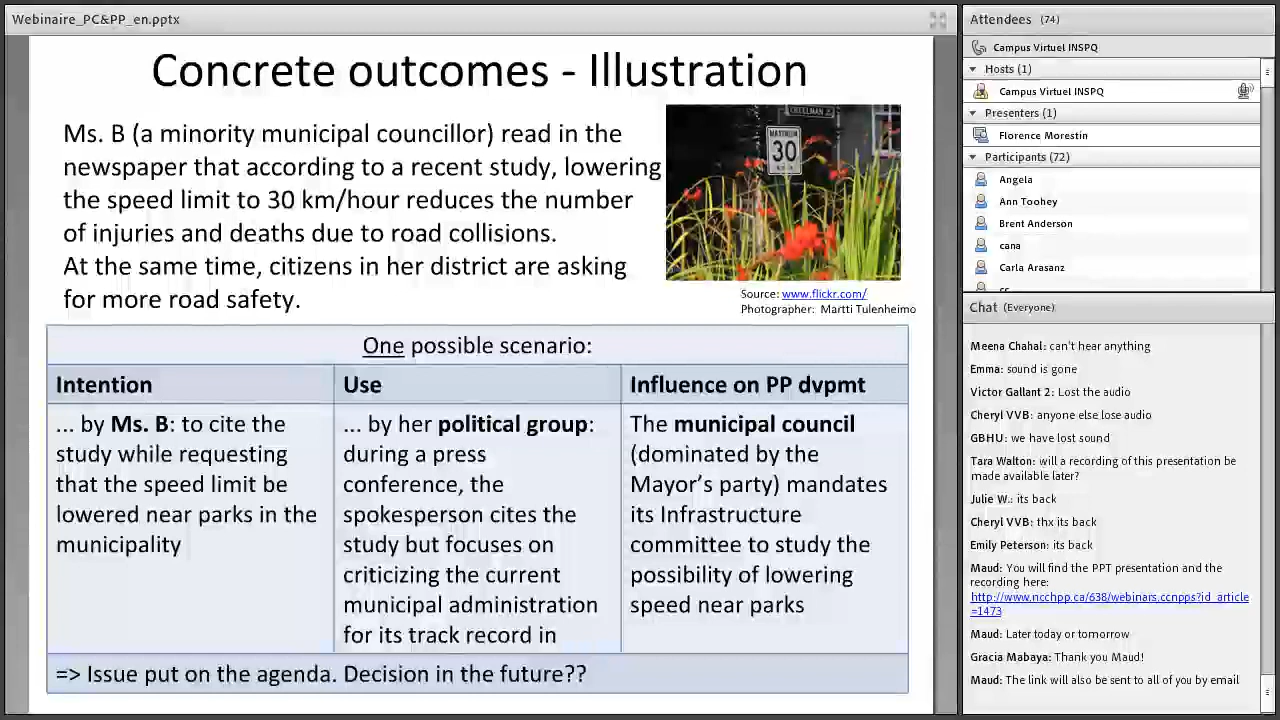 Webinaire_PC&PP_en.pptx
Concrete outcomes - Illustration
Ms. B (a minority municipal councillor) read in the
newspaper that according to a recent study, lowering
the speed limit to 30 km/hour reduces the number
of injuries and deaths due to road collisions.
At the same time, citizens in her district are asking
for more road safety.
MAXIMUM
30
Source: www.flickr.com/
Photographer: Martti Tulenheimo
One possible scenario:
Intention
Use
Influence on PP dvpmt
... by Ms. B: to cite the
study while requesting
that the speed limit be
lowered near parks in the
municipality
... by her political group:
during a press
conference, the
spokesperson cites the
study but focuses on
criticizing the current
municipal administration
for its track record in
The municipal council
(dominated by the
Mayor's party) mandates
its Infrastructure
committee to study the
possibility of lowering
speed near parks
=> Issue put on the agenda. Decision in the future??
Attendees (74)
Campus Virtuel INSPQ
Hosts (1)
Campus Virtuel INSPQ
Presenters (1)
Florence Morestin
Participants (72)
Angela
Ann Toohey
Brent Anderson
cana
Carla Arasanz
Chat (Everyone)
Meena Chahal: can't hear anything
Emma: sound is gone
Victor Gallant 2: Lost the audio
Cheryl VVB: anyone else lose audio
GBHU: we have lost sound
Tara Walton: will a recording of this presentation be
made available later?
Julie W.: its back
Cheryl VVB: thx its back
Emily Peterson: its back
Maud: You will find the PPT presentation and the
recording here:
http://www.ncchpp.ca/638/webinars.ccnpps?id_article
=1473
Maud: Later today or tomorrow
Gracia Mabaya: Thank you Maud!
Maud: The link will also be sent to all of you by email